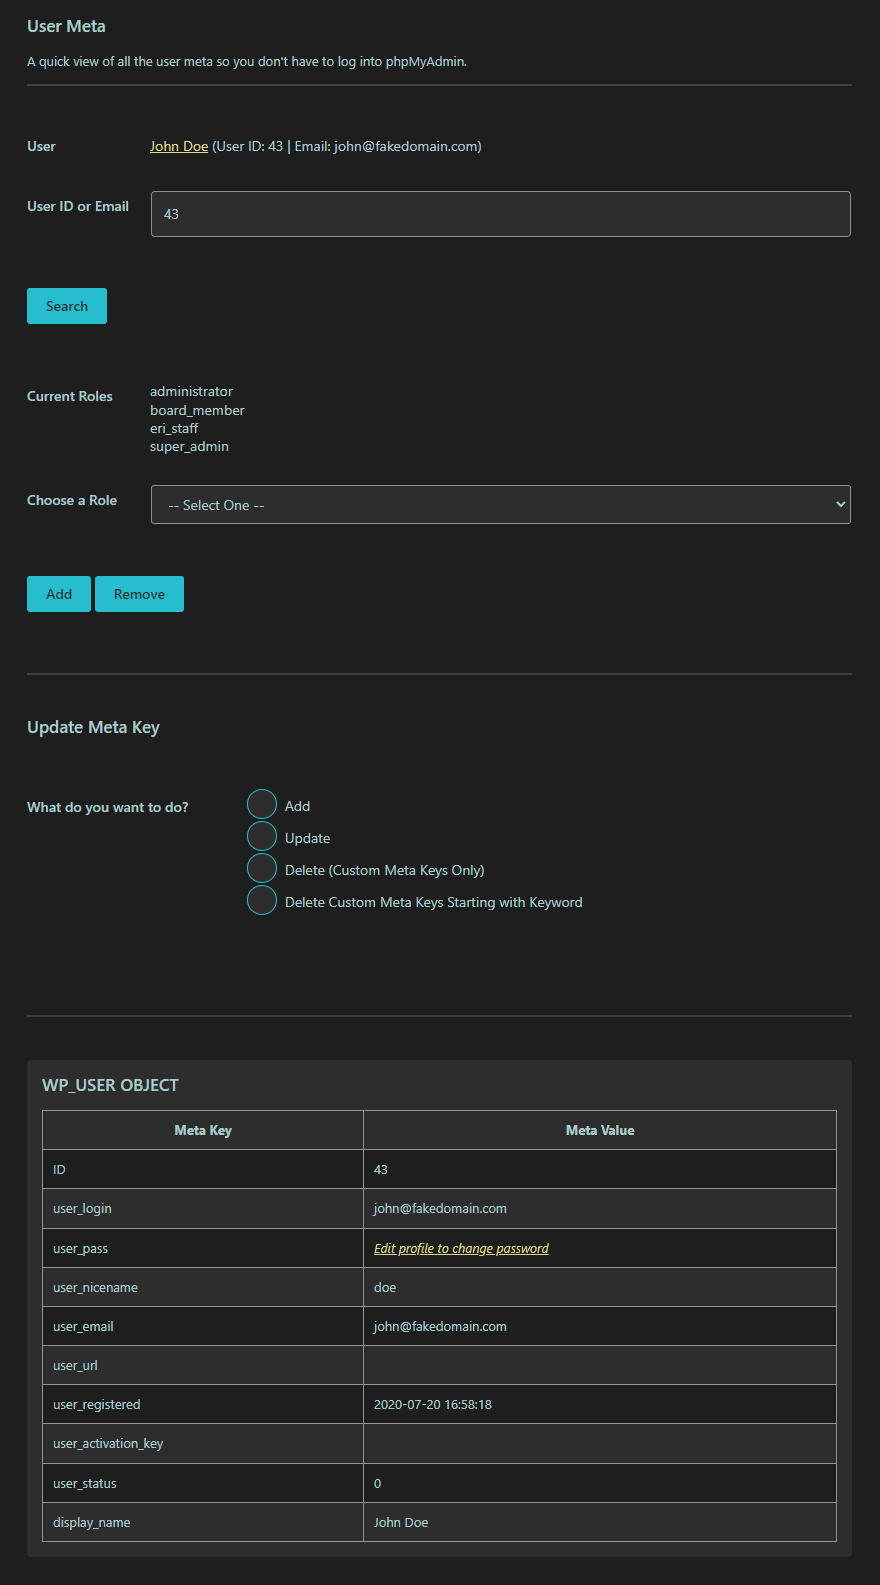 User Meta
A quick view of all the user meta so you don't have to log into phpMyAdmin.
User John Doe (User ID: 43 | Email: john@fakedomain.com)
User ID or Email 43
Search
Current Roles administrator
board_member
eri_staff
super_admin
Choose a Role -- Select One --
Add Remove
Update Meta Key
What do you want to do? Add
Update
Delete (Custom Meta Keys Only)
Delete Custom Meta Keys Starting with Keyword
WP_USER OBJECT
Meta Key Meta Value
ID 43
user_login john@fakedomain.com
user_pass Edit profile to change password
user_nicename doe
user_email john@fakedomain.com
user_url
user_registered 2020-07-20 16:58:18
user_activation_key
user_status 0
display_name John Doe